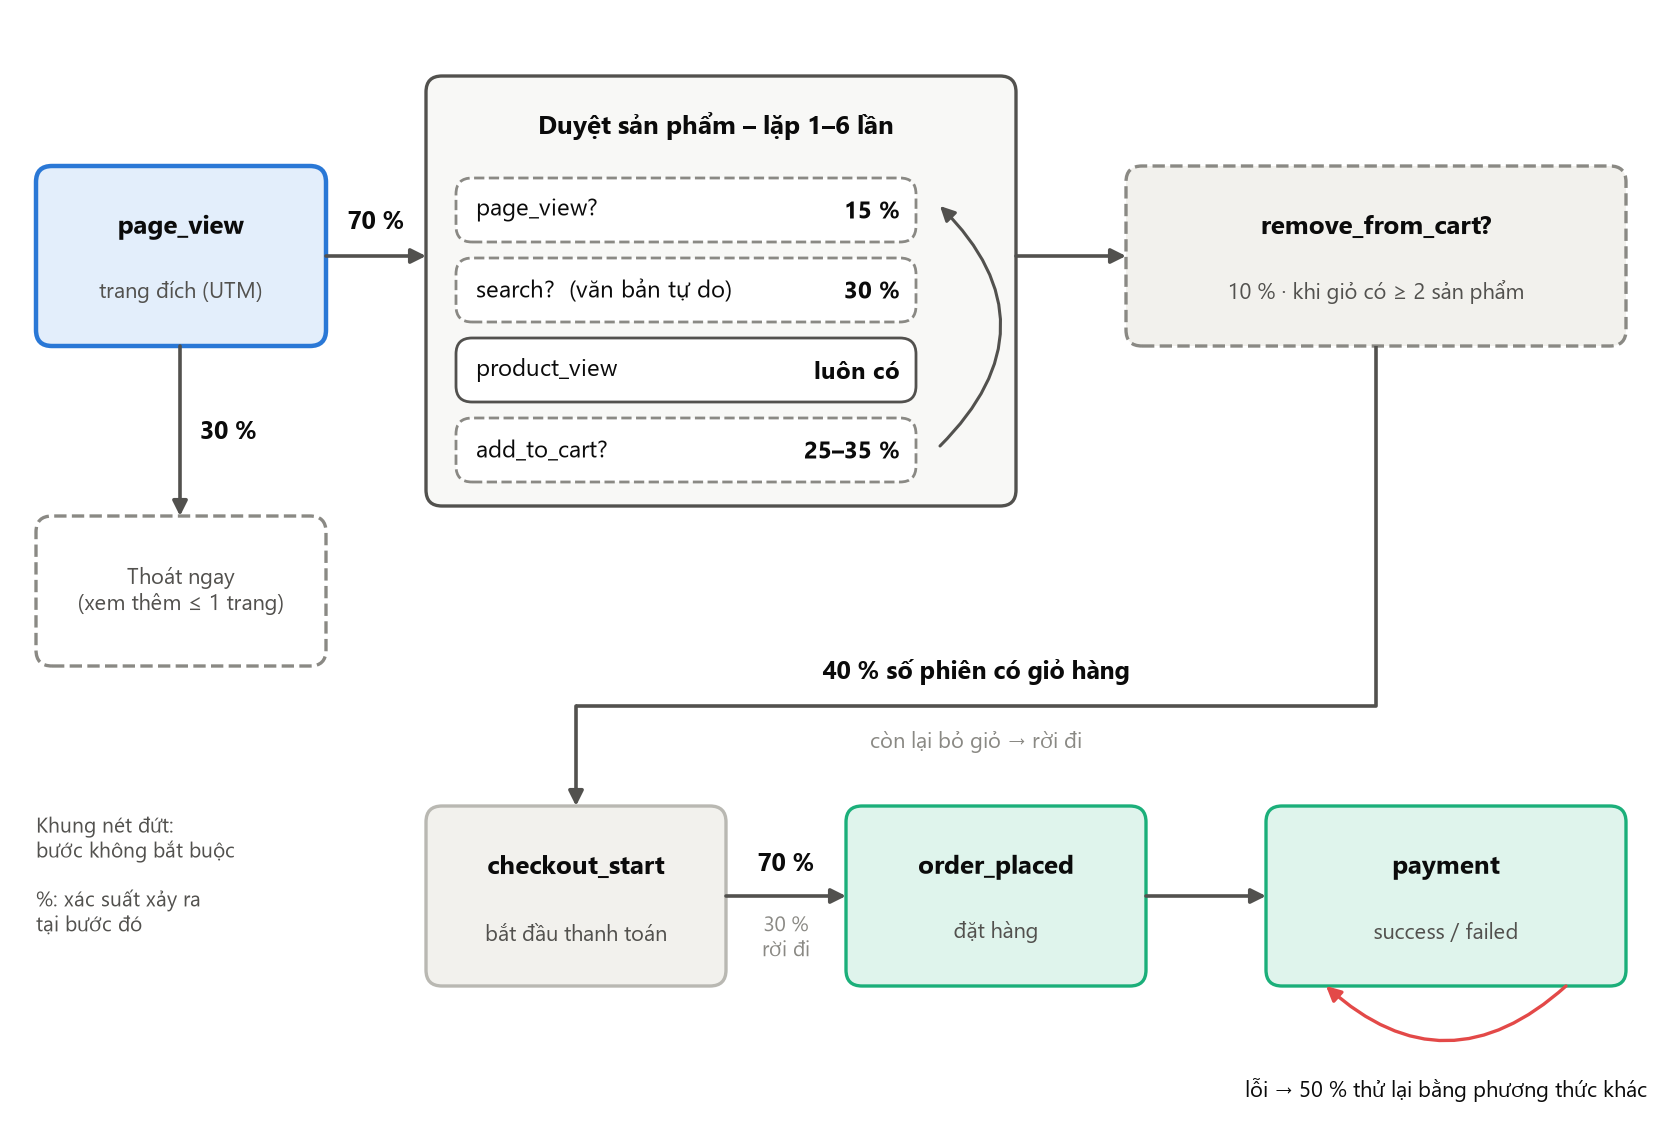 Duyệt sản phẩm – lặp 1–6 lần
page_view
trang đích (UTM)
70 %
page_view? 15 %
search? (văn bản tự do) 30 %
product_view luôn có
add_to_cart? 25–35 %
remove_from_cart?
10 % · khi giỏ có ≥ 2 sản phẩm
30 %
Thoát ngay
(xem thêm ≤ 1 trang)
40 % số phiên có giỏ hàng
còn lại bỏ giỏ → rời đi
Khung nét đứt:
bước không bắt buộc
%: xác suất xảy ra
tại bước đó
checkout_start
bắt đầu thanh toán
70 %
30 %
rời đi
order_placed
đặt hàng
payment
success / failed
lỗi → 50 % thử lại bằng phương thức khác